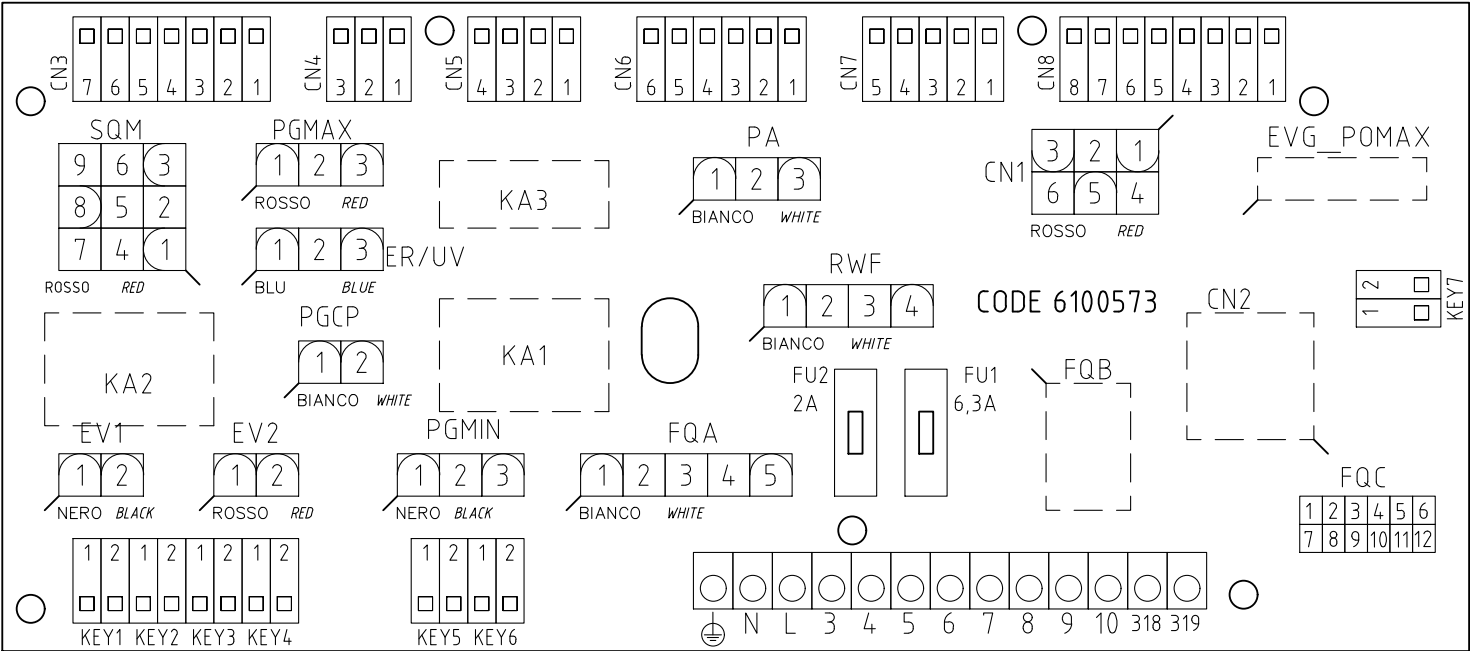 CN3 7 6 5 4 3 2 1
CN4 3 2 1
CN5 4 3 2 1
CN6 6 5 4 3 2 1
CN7 5 4 3 2 1
CN8 8 7 6 5 4 3 2 1
SQM
9 6 3
8 5 2
7 4 1
ROSSO RED
PGMAX
1 2 3
ROSSO RED
1 2 3 ER/UV
BLU BLUE
KA3
PA
1 2 3
BIANCO WHITE
CN1
3 2 1
6 5 4
ROSSO RED
EVG_POMAX
KA2
PGCP
1 2
BIANCO WHITE
KA1
RWF
1 2 3 4
BIANCO WHITE
CODE 6100573
CN2
2
1
KEY7
FU2
2A
FU1
6,3A
FQB
EV1
1 2
NERO BLACK
EV2
1 2
ROSSO RED
PGMIN
1 2 3
NERO BLACK
FQA
1 2 3 4 5
BIANCO WHITE
FQC
1 2 3 4 5 6
7 8 9 10 11 12
1 2 1 2 1 2 1 2
KEY1 KEY2 KEY3 KEY4
1 2 1 2
KEY5 KEY6
N L 3 4 5 6 7 8 9 10 318 319